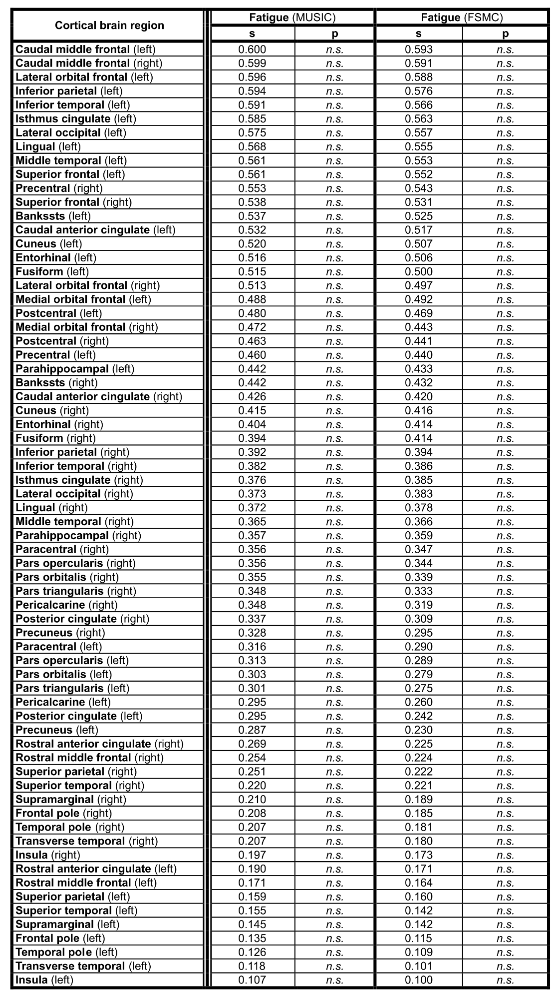 Cortical brain region Fatigue (MUSIC) Fatigue (FSMC)
s p s p
Caudal middle frontal (left) 0.600 n.s. 0.593 n.s.
Caudal middle frontal (right) 0.599 n.s. 0.591 n.s.
Lateral orbital frontal (left) 0.596 n.s. 0.588 n.s.
Inferior parietal (left) 0.594 n.s. 0.576 n.s.
Inferior temporal (left) 0.591 n.s. 0.566 n.s.
Isthmus cingulate (left) 0.585 n.s. 0.563 n.s.
Lateral occipital (left) 0.575 n.s. 0.557 n.s.
Lingual (left) 0.568 n.s. 0.555 n.s.
Middle temporal (left) 0.561 n.s. 0.553 n.s.
Superior frontal (left) 0.561 n.s. 0.552 n.s.
Precentral (right) 0.553 n.s. 0.543 n.s.
Superior frontal (right) 0.538 n.s. 0.531 n.s.
Bankssts (left) 0.537 n.s. 0.525 n.s.
Caudal anterior cingulate (left) 0.532 n.s. 0.517 n.s.
Cuneus (left) 0.520 n.s. 0.507 n.s.
Entorhinal (left) 0.516 n.s. 0.506 n.s.
Fusiform (left) 0.515 n.s. 0.500 n.s.
Lateral orbital frontal (right) 0.513 n.s. 0.497 n.s.
Medial orbital frontal (left) 0.488 n.s. 0.492 n.s.
Postcentral (left) 0.480 n.s. 0.469 n.s.
Medial orbital frontal (right) 0.472 n.s. 0.443 n.s.
Postcentral (right) 0.463 n.s. 0.441 n.s.
Precentral (left) 0.460 n.s. 0.440 n.s.
Parahippocampal (left) 0.442 n.s. 0.433 n.s.
Bankssts (right) 0.442 n.s. 0.432 n.s.
Caudal anterior cingulate (right) 0.426 n.s. 0.420 n.s.
Cuneus (right) 0.415 n.s. 0.416 n.s.
Entorhinal (right) 0.404 n.s. 0.414 n.s.
Fusiform (right) 0.394 n.s. 0.414 n.s.
Inferior parietal (right) 0.392 n.s. 0.394 n.s.
Inferior temporal (right) 0.382 n.s. 0.386 n.s.
Isthmus cingulate (right) 0.376 n.s. 0.385 n.s.
Lateral occipital (right) 0.373 n.s. 0.383 n.s.
Lingual (right) 0.372 n.s. 0.378 n.s.
Middle temporal (right) 0.365 n.s. 0.366 n.s.
Parahippocampal (right) 0.357 n.s. 0.359 n.s.
Paracentral (right) 0.356 n.s. 0.347 n.s.
Pars opercularis (right) 0.356 n.s. 0.344 n.s.
Pars orbitalis (right) 0.355 n.s. 0.339 n.s.
Pars triangularis (right) 0.348 n.s. 0.333 n.s.
Pericalcarine (right) 0.348 n.s. 0.319 n.s.
Posterior cingulate (right) 0.337 n.s. 0.309 n.s.
Precuneus (right) 0.328 n.s. 0.295 n.s.
Paracentral (left) 0.316 n.s. 0.290 n.s.
Pars opercularis (left) 0.313 n.s. 0.289 n.s.
Pars orbitalis (left) 0.303 n.s. 0.279 n.s.
Pars triangularis (left) 0.301 n.s. 0.275 n.s.
Pericalcarine (left) 0.295 n.s. 0.260 n.s.
Posterior cingulate (left) 0.295 n.s. 0.242 n.s.
Precuneus (left) 0.287 n.s. 0.230 n.s.
Rostral anterior cingulate (right) 0.269 n.s. 0.225 n.s.
Rostral middle frontal (right) 0.254 n.s. 0.224 n.s.
Superior parietal (right) 0.251 n.s. 0.222 n.s.
Superior temporal (right) 0.220 n.s. 0.221 n.s.
Supramarginal (right) 0.210 n.s. 0.189 n.s.
Frontal pole (right) 0.208 n.s. 0.185 n.s.
Temporal pole (right) 0.207 n.s. 0.181 n.s.
Transverse temporal (right) 0.207 n.s. 0.180 n.s.
Insula (right) 0.197 n.s. 0.173 n.s.
Rostral anterior cingulate (left) 0.190 n.s. 0.171 n.s.
Rostral middle frontal (left) 0.171 n.s. 0.164 n.s.
Superior parietal (left) 0.159 n.s. 0.160 n.s.
Superior temporal (left) 0.155 n.s. 0.142 n.s.
Supramarginal (left) 0.145 n.s. 0.142 n.s.
Frontal pole (left) 0.135 n.s. 0.115 n.s.
Temporal pole (left) 0.126 n.s. 0.109 n.s.
Transverse temporal (left) 0.118 n.s. 0.101 n.s.
Insula (left) 0.107 n.s. 0.100 n.s.